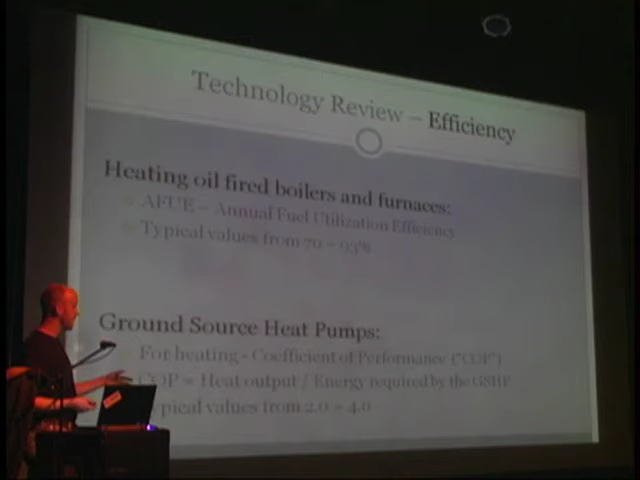 Technology Review – Efficiency
Heating oil fired boilers and furnaces:
AFUE – Annual Fuel Utilization Efficiency
Typical values from 70 – 93%
Ground Source Heat Pumps:
For heating - Coefficient of Performance ("COP")
COP = Heat output / Energy required by the GSHP
Typical values from 2.0 – 4.0